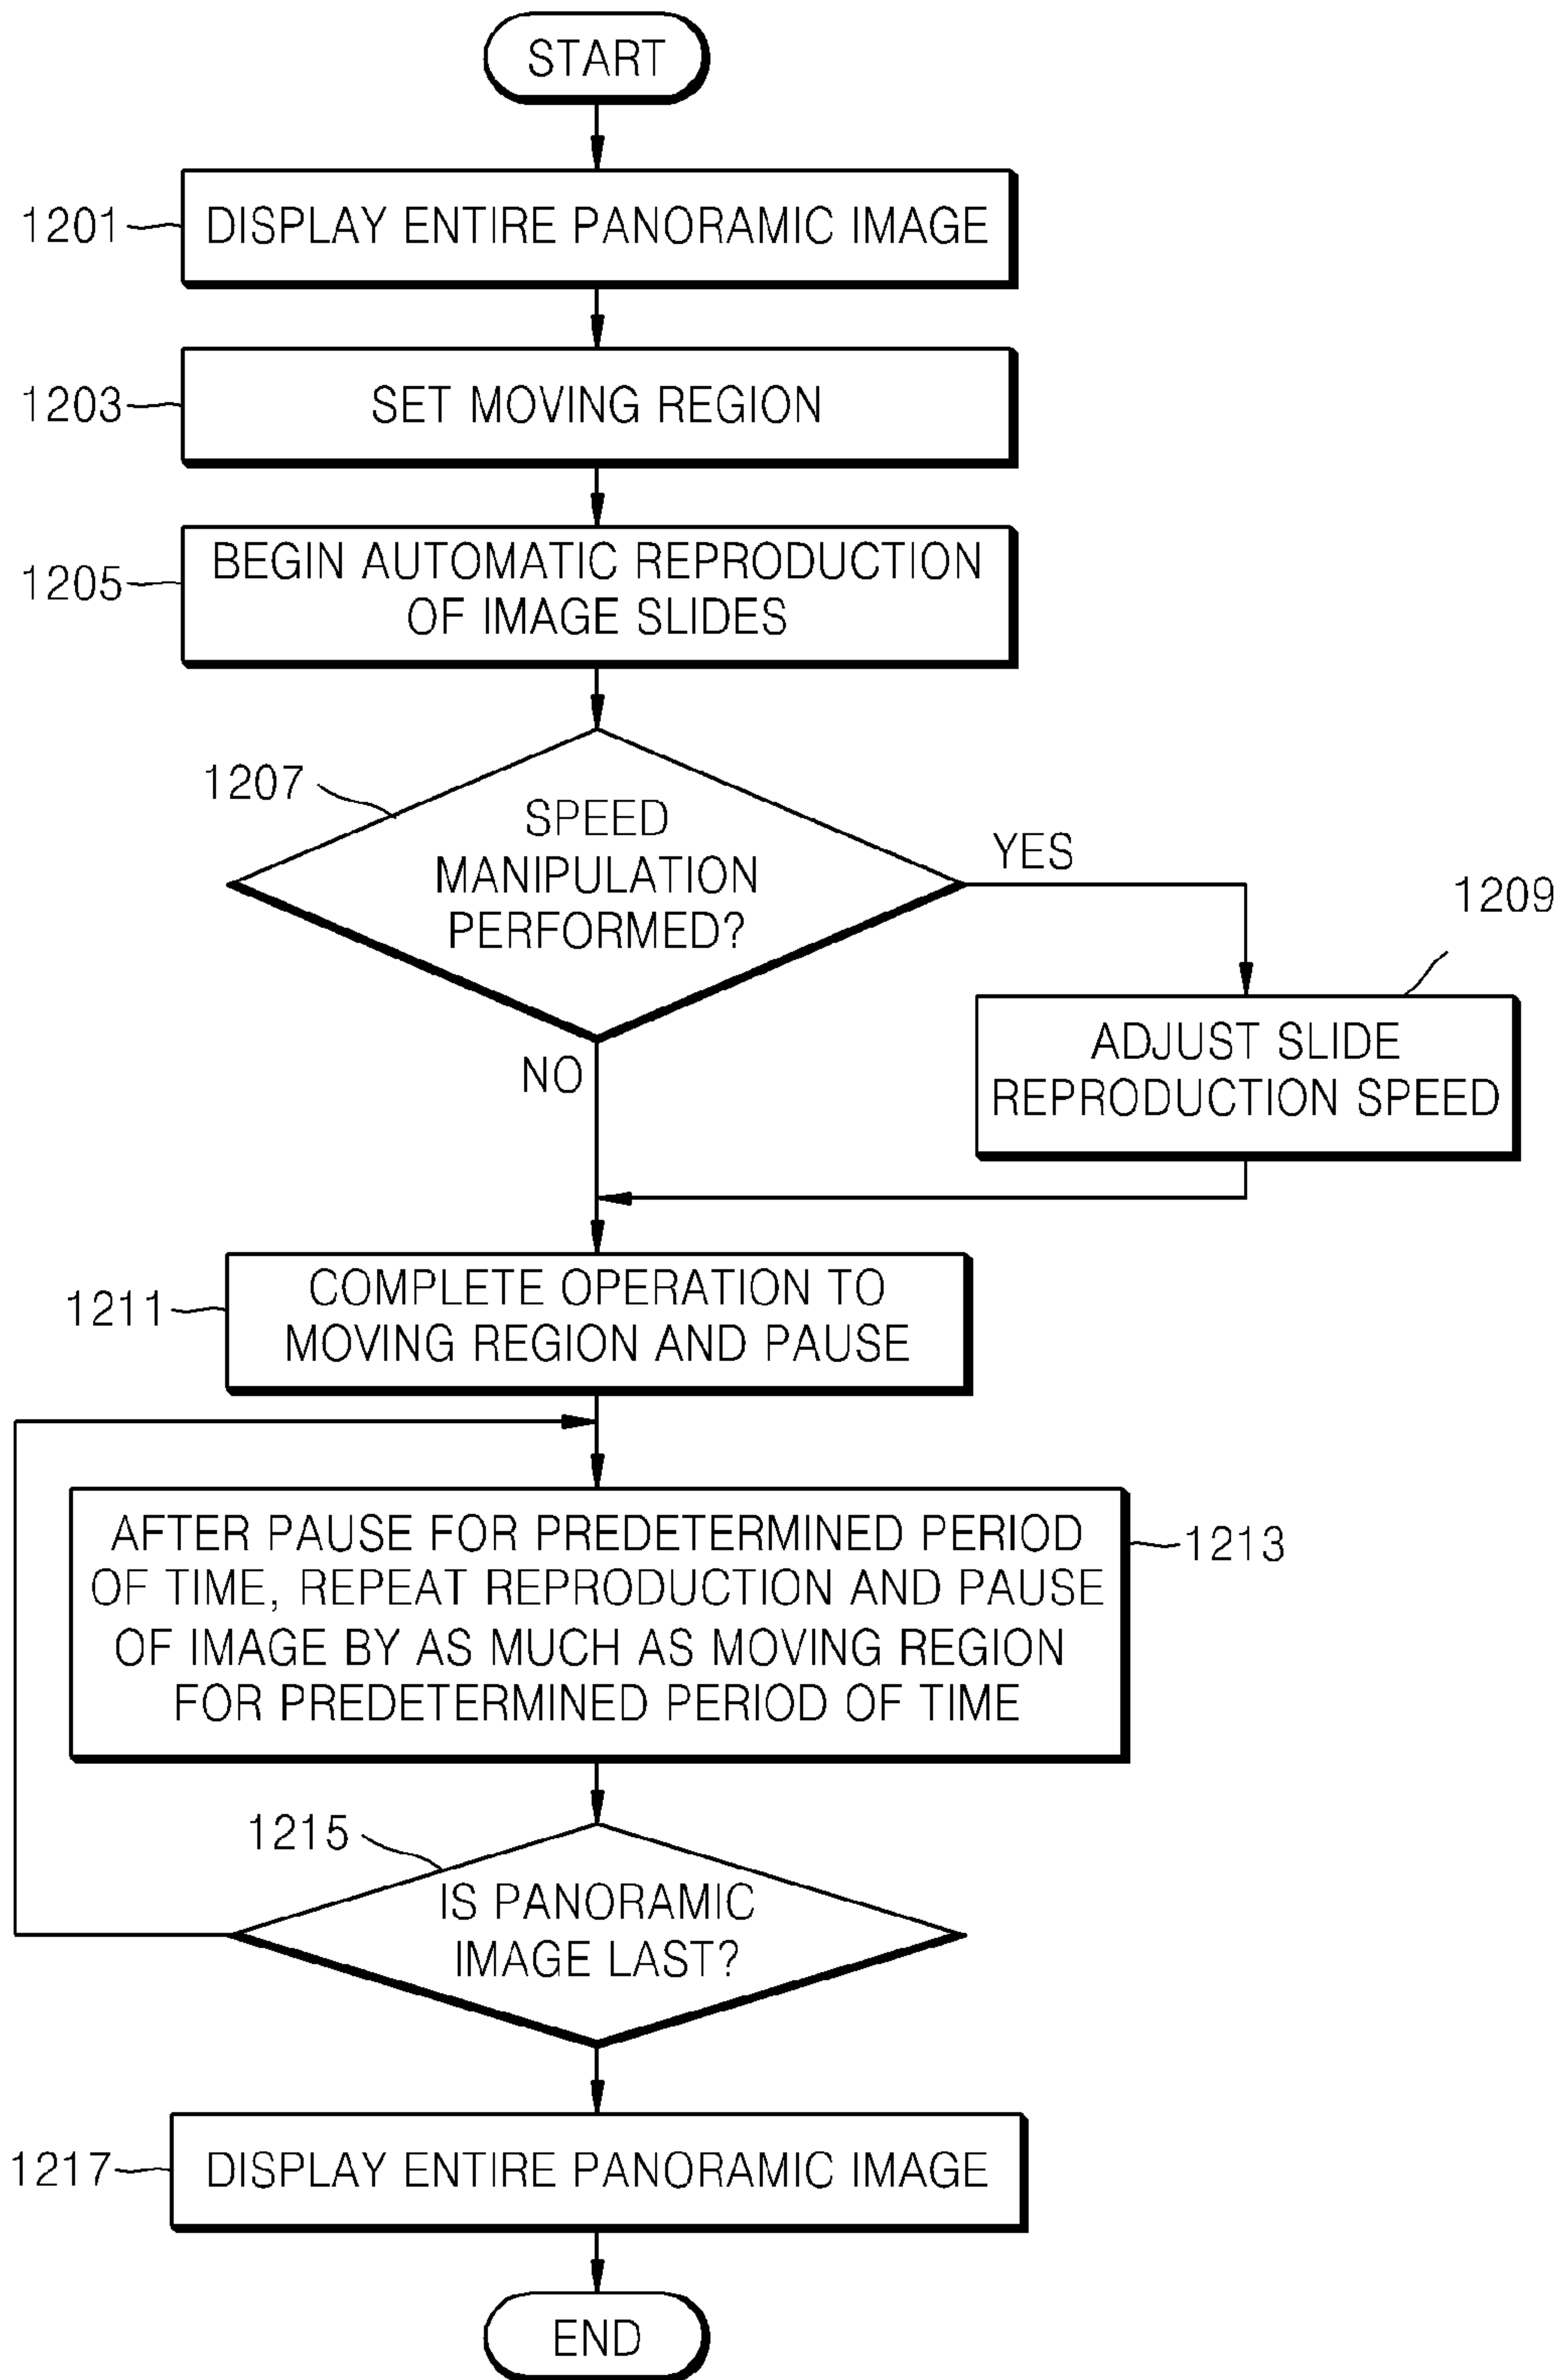 START
1201
DISPLAY ENTIRE PANORAMIC IMAGE
1203
SET MOVING REGION
1205
BEGIN AUTOMATIC REPRODUCTION
OF IMAGE SLIDES
1207
SPEED
MANIPULATION
PERFORMED?
YES
1209
ADJUST SLIDE
REPRODUCTION SPEED
NO
1211
COMPLETE OPERATION TO
MOVING REGION AND PAUSE
AFTER PAUSE FOR PREDETERMINED PERIOD
OF TIME, REPEAT REPRODUCTION AND PAUSE
OF IMAGE BY AS MUCH AS MOVING REGION
FOR PREDETERMINED PERIOD OF TIME
1213
1215
IS PANORAMIC
IMAGE LAST?
1217
DISPLAY ENTIRE PANORAMIC IMAGE
END